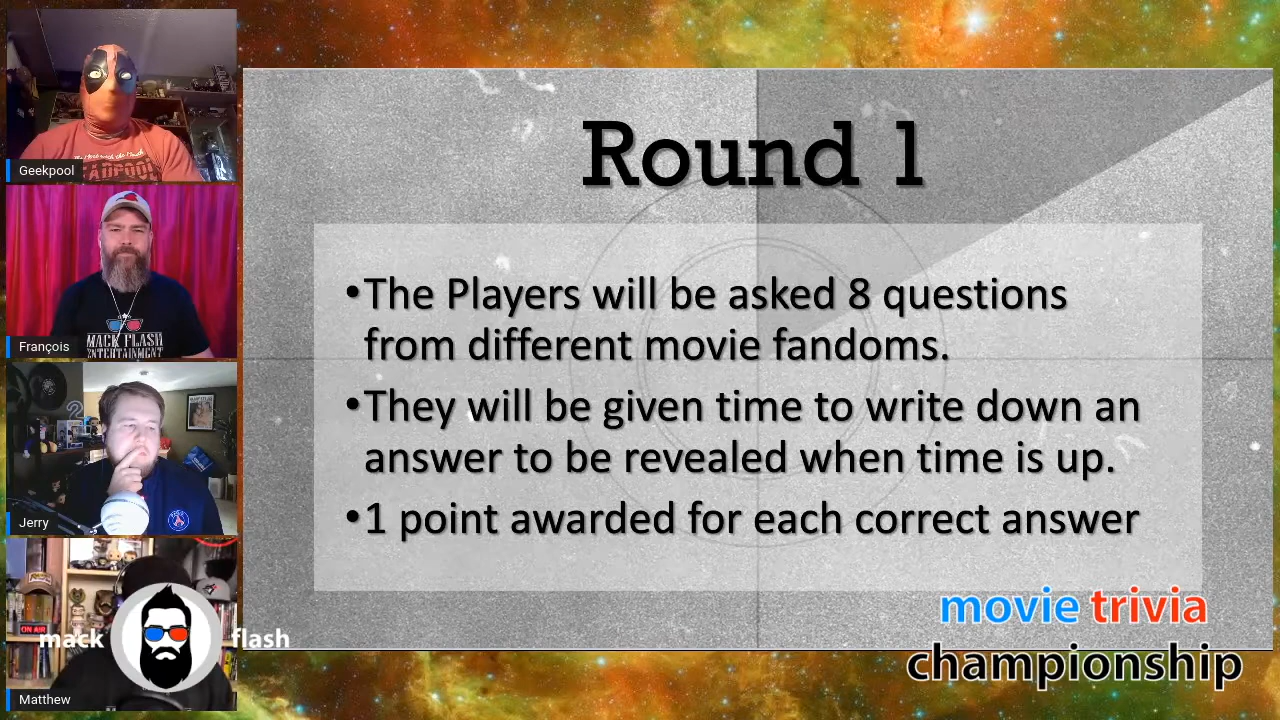 Geekpool
DEADPOOL
François
MACK FLASH
ENTERTAINMENT
Jerry
ON AIR
mack flash
Matthew
Round 1
•The Players will be asked 8 questions
from different movie fandoms.
•They will be given time to write down an
answer to be revealed when time is up.
•1 point awarded for each correct answer
movie trivia
championship